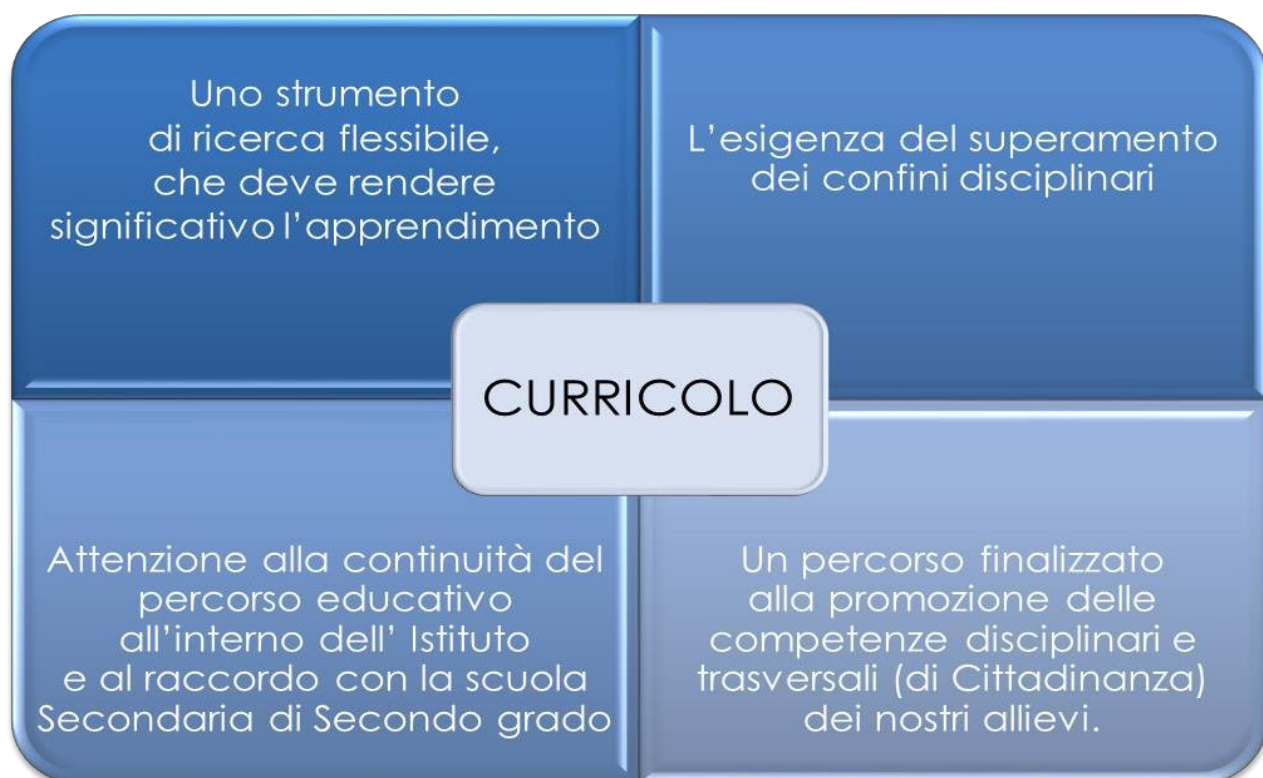 Uno strumento
di ricerca flessibile,
che deve rendere
significativo l’apprendimento
L’esigenza del superamento
dei confini disciplinari
CURRICOLO
Attenzione alla continuità del
percorso educativo
all’interno dell’ Istituto
e al raccordo con la scuola
Secondaria di Secondo grado
Un percorso finalizzato
alla promozione delle
competenze disciplinari e
trasversali (di Cittadinanza)
dei nostri allievi.